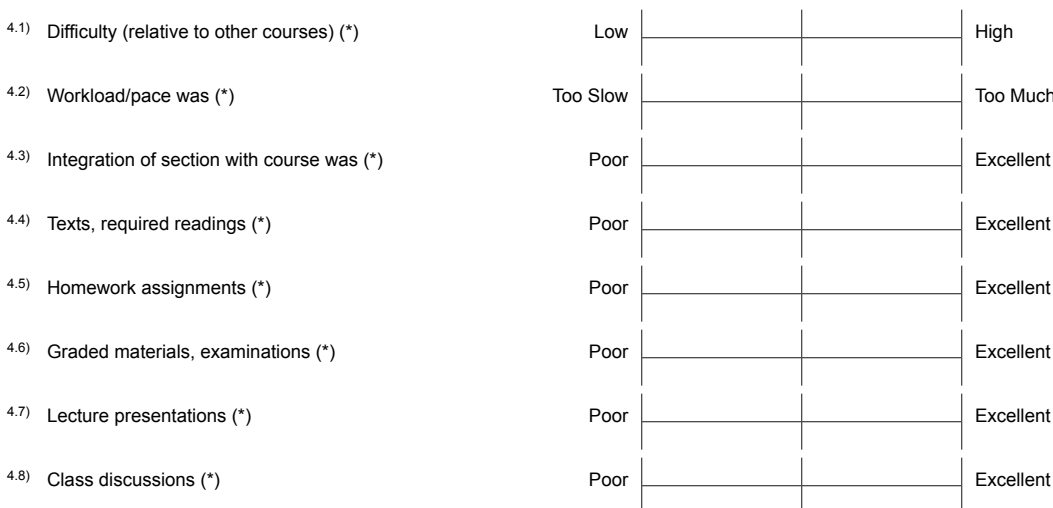 4.1) Difficulty (relative to other courses) (*) Low High
4.2) Workload/pace was (*) Too Slow Too Much
4.3) Integration of section with course was (*) Poor Excellent
4.4) Texts, required readings (*) Poor Excellent
4.5) Homework assignments (*) Poor Excellent
4.6) Graded materials, examinations (*) Poor Excellent
4.7) Lecture presentations (*) Poor Excellent
4.8) Class discussions (*) Poor Excellent